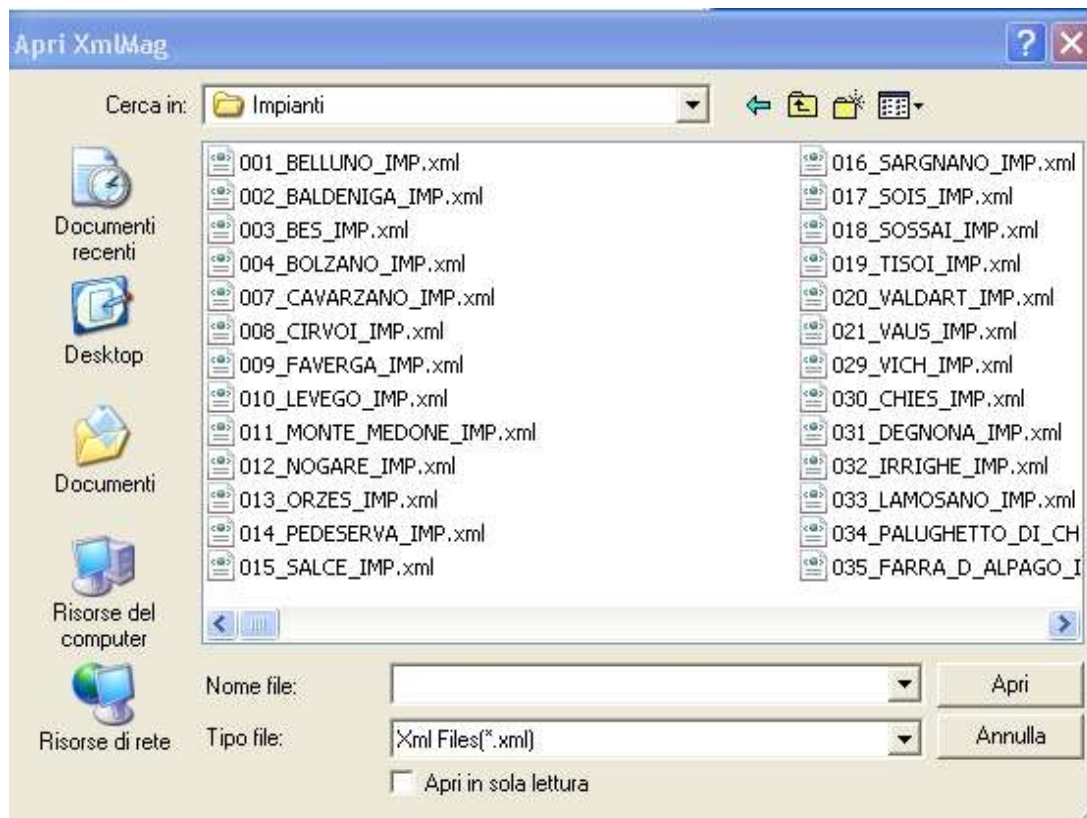 Apri XmlMag
Cerca in: Impianti
Documenti recenti
Desktop
Documenti
Risorse del computer
Risorse di rete
001_BELLUNO_IMP.xml
002_BALDENIGA_IMP.xml
003_BES_IMP.xml
004_BOLZANO_IMP.xml
007_CAVARZANO_IMP.xml
008_CIRVOI_IMP.xml
009_FAVERGA_IMP.xml
010_LEVEGO_IMP.xml
011_MONTE_MEDONE_IMP.xml
012_NOGARE_IMP.xml
013_ORZES_IMP.xml
014_PEDESERVA_IMP.xml
015_SALCE_IMP.xml
016_SARGNANO_IMP.xml
017_SOIS_IMP.xml
018_SOSSAI_IMP.xml
019_TISOI_IMP.xml
020_VALDART_IMP.xml
021_VAUS_IMP.xml
029_VICH_IMP.xml
030_CHIES_IMP.xml
031_DEGNONA_IMP.xml
032_IRRIGHE_IMP.xml
033_LAMOSANO_IMP.xml
034_PALUGHETTO_DI_CH
035_FARRA_D_ALPAGO_I
Nome file:
Apri
Tipo file: Xml Files(*.xml)
Annulla
Apri in sola lettura